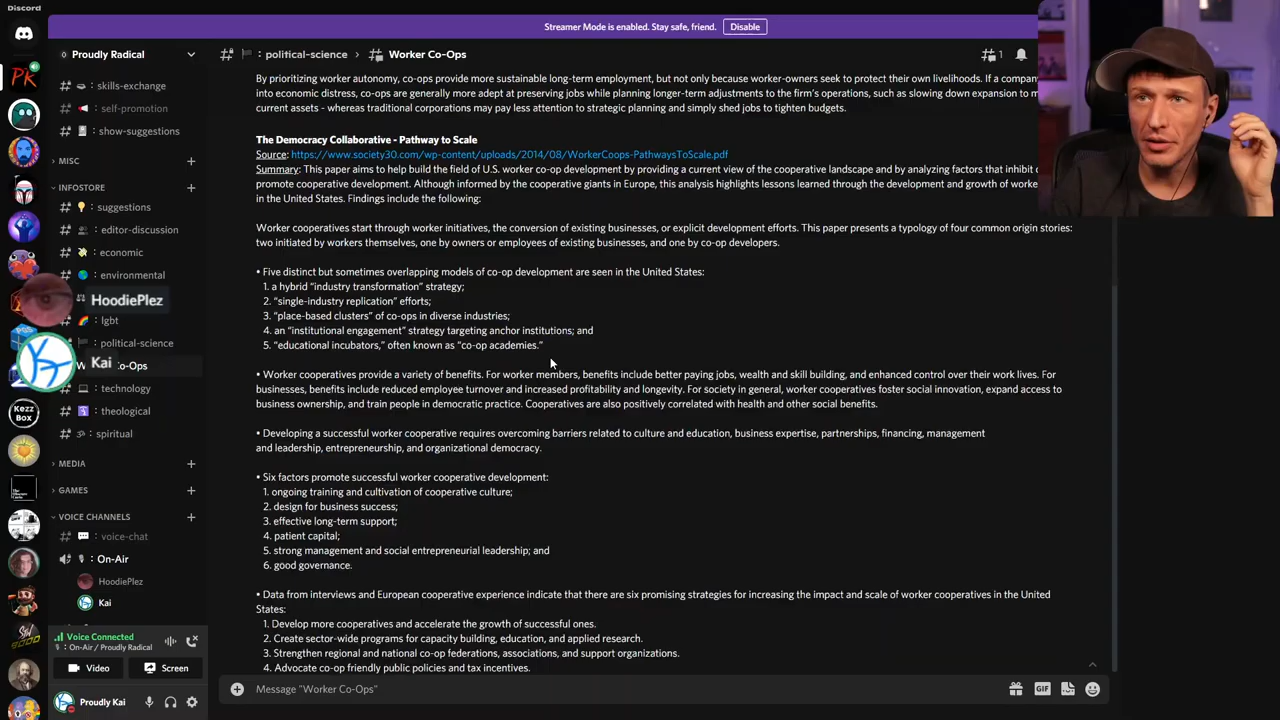 Discord
Streamer Mode is enabled. Stay safe, friend.
Disable
Proudly Radical
: political-science
Worker Co-Ops
1
skills-exchange
self-promotion
show-suggestions
MISC
INFOSTORE
suggestions
editor-discussion
economic
environmental
HoodiePlez
lgbt
political-science
Kai
Co-Ops
technology
theological
spiritual
MEDIA
GAMES
VOICE CHANNELS
voice-chat
On-Air
HoodiePlez
Kai
Voice Connected
: On-Air / Proudly Radical
Video
Screen
Proudly Kai
By prioritizing worker autonomy, co-ops provide more sustainable long-term employment, but not only because worker-owners seek to protect their own livelihoods. If a company
into economic distress, co-ops are generally more adept at preserving jobs while planning longer-term adjustments to the firm's operations, such as slowing down expansion to
current assets - whereas traditional corporations may pay less attention to strategic planning and simply shed jobs to tighten budgets.
The Democracy Collaborative - Pathway to Scale
Source: https://www.society30.com/wp-content/uploads/2014/08/WorkerCoops-PathwaysToScale.pdf
Summary: This paper aims to help build the field of U.S. worker co-op development by providing a current view of the cooperative landscape and by analyzing factors that inhibit
promote cooperative development. Although informed by the cooperative giants in Europe, this analysis highlights lessons learned through the development and growth of
in the United States. Findings include the following:
Worker cooperatives start through worker initiatives, the conversion of existing businesses, or explicit development efforts. This paper presents a typology of four common origin stories:
two initiated by workers themselves, one by owners or employees of existing businesses, and one by co-op developers.
• Five distinct but sometimes overlapping models of co-op development are seen in the United States:
1. a hybrid “industry transformation” strategy;
2. “single-industry replication” efforts;
3. “place-based clusters” of co-ops in diverse industries;
4. an “institutional engagement” strategy targeting anchor institutions; and
5. “educational incubators,” often known as “co-op academies.”
• Worker cooperatives provide a variety of benefits. For worker members, benefits include better paying jobs, wealth and skill building, and enhanced control over their work lives. For
businesses, benefits include reduced employee turnover and increased profitability and longevity. For society in general, worker cooperatives foster social innovation, expand access to
business ownership, and train people in democratic practice. Cooperatives are also positively correlated with health and other social benefits.
• Developing a successful worker cooperative requires overcoming barriers related to culture and education, business expertise, partnerships, financing, management
and leadership, entrepreneurship, and organizational democracy.
• Six factors promote successful worker cooperative development:
1. ongoing training and cultivation of cooperative culture;
2. design for business success;
3. effective long-term support;
4. patient capital;
5. strong management and social entrepreneurial leadership; and
6. good governance.
• Data from interviews and European cooperative experience indicate that there are six promising strategies for increasing the impact and scale of worker cooperatives in the United
States:
1. Develop more cooperatives and accelerate the growth of successful ones.
2. Create sector-wide programs for capacity building, education, and applied research.
3. Strengthen regional and national co-op federations, associations, and support organizations.
4. Advocate co-op friendly public policies and tax incentives.
Message "Worker Co-Ops"
GIF